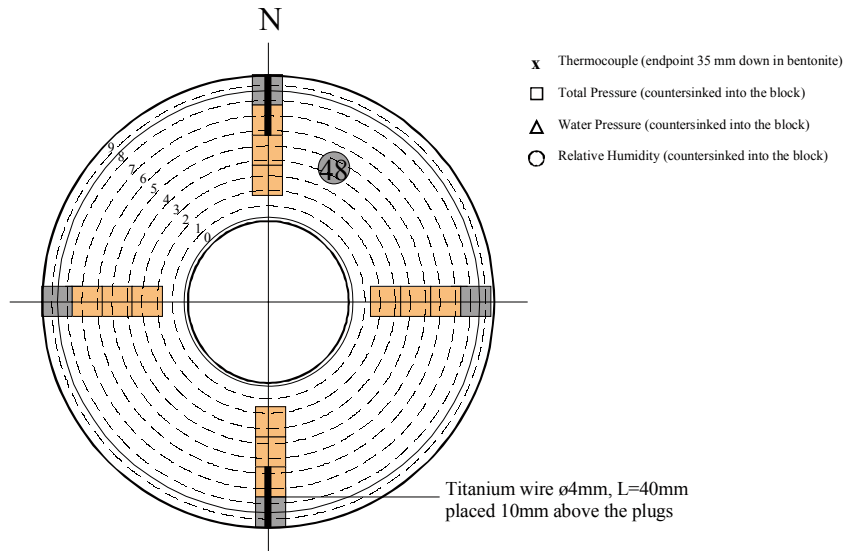 N
x Thermocouple (endpoint 35 mm down in bentonite)
Total Pressure (countersinked into the block)
Water Pressure (countersinked into the block)
Relative Humidity (countersinked into the block)
48
9
8
7
6
5
4
3
2
1
0
Titanium wire ø4mm, L=40mm
placed 10mm above the plugs